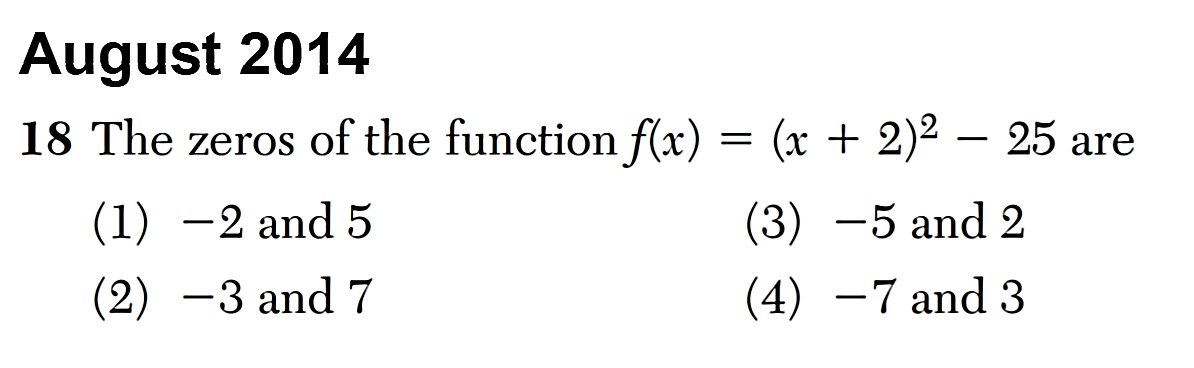 August 2014
18 The zeros of the function f(x) = (x + 2)² − 25 are
(1) −2 and 5
(2) −3 and 7
(3) −5 and 2
(4) −7 and 3